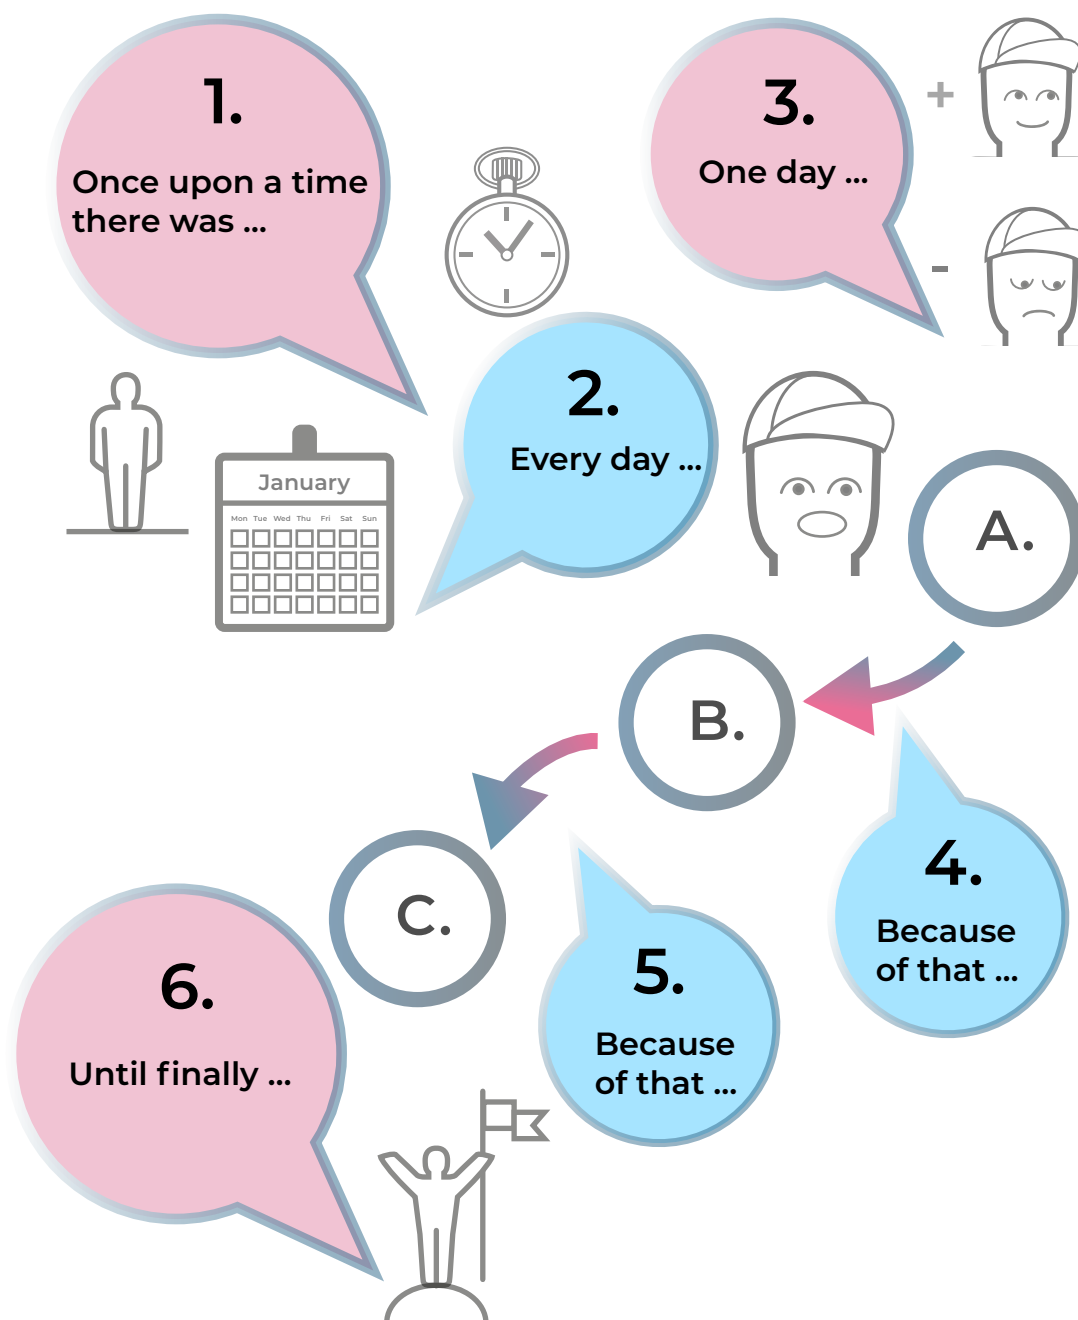 1.
Once upon a time
there was ...
2.
Every day ...
January
Mon Tue Wed Thu Fri Sat Sun
3.
One day ...
+
-
A.
B.
C.
4.
Because
of that ...
5.
Because
of that ...
6.
Until finally ...